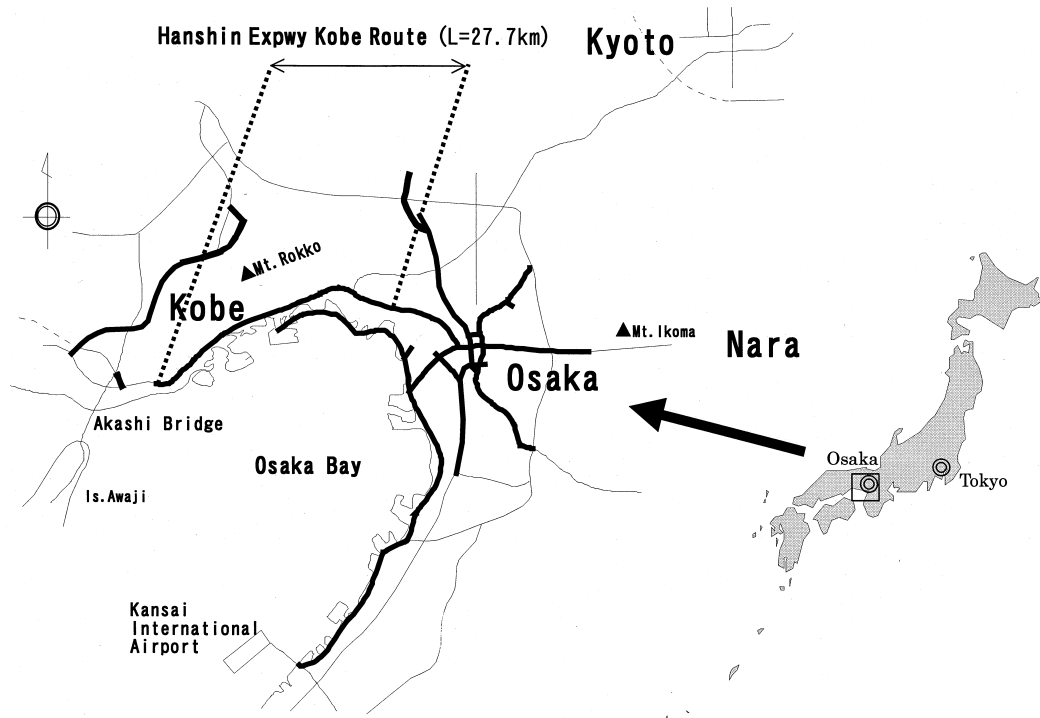 Hanshin Expwy Kobe Route (L=27.7km)
Kyoto
Mt.Rokko
Kobe
Mt.Ikoma
Nara
Osaka
Akashi Bridge
Osaka Bay
Is.Awaji
Osaka
Tokyo
Kansai
International
Airport